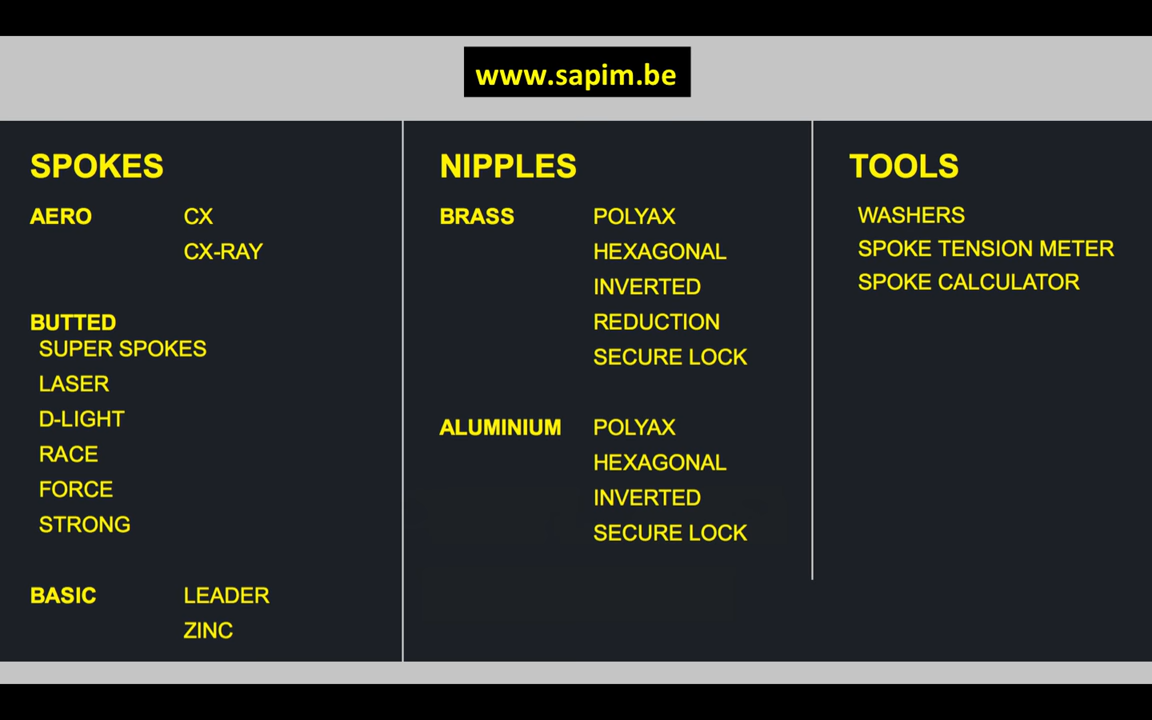 www.sapim.be
SPOKES
AERO CX
CX-RAY
BUTTED
SUPER SPOKES
LASER
D-LIGHT
RACE
FORCE
STRONG
BASIC LEADER
ZINC
NIPPLES
BRASS POLYAX
HEXAGONAL
INVERTED
REDUCTION
SECURE LOCK
ALUMINIUM POLYAX
HEXAGONAL
INVERTED
SECURE LOCK
TOOLS
WASHERS
SPOKE TENSION METER
SPOKE CALCULATOR